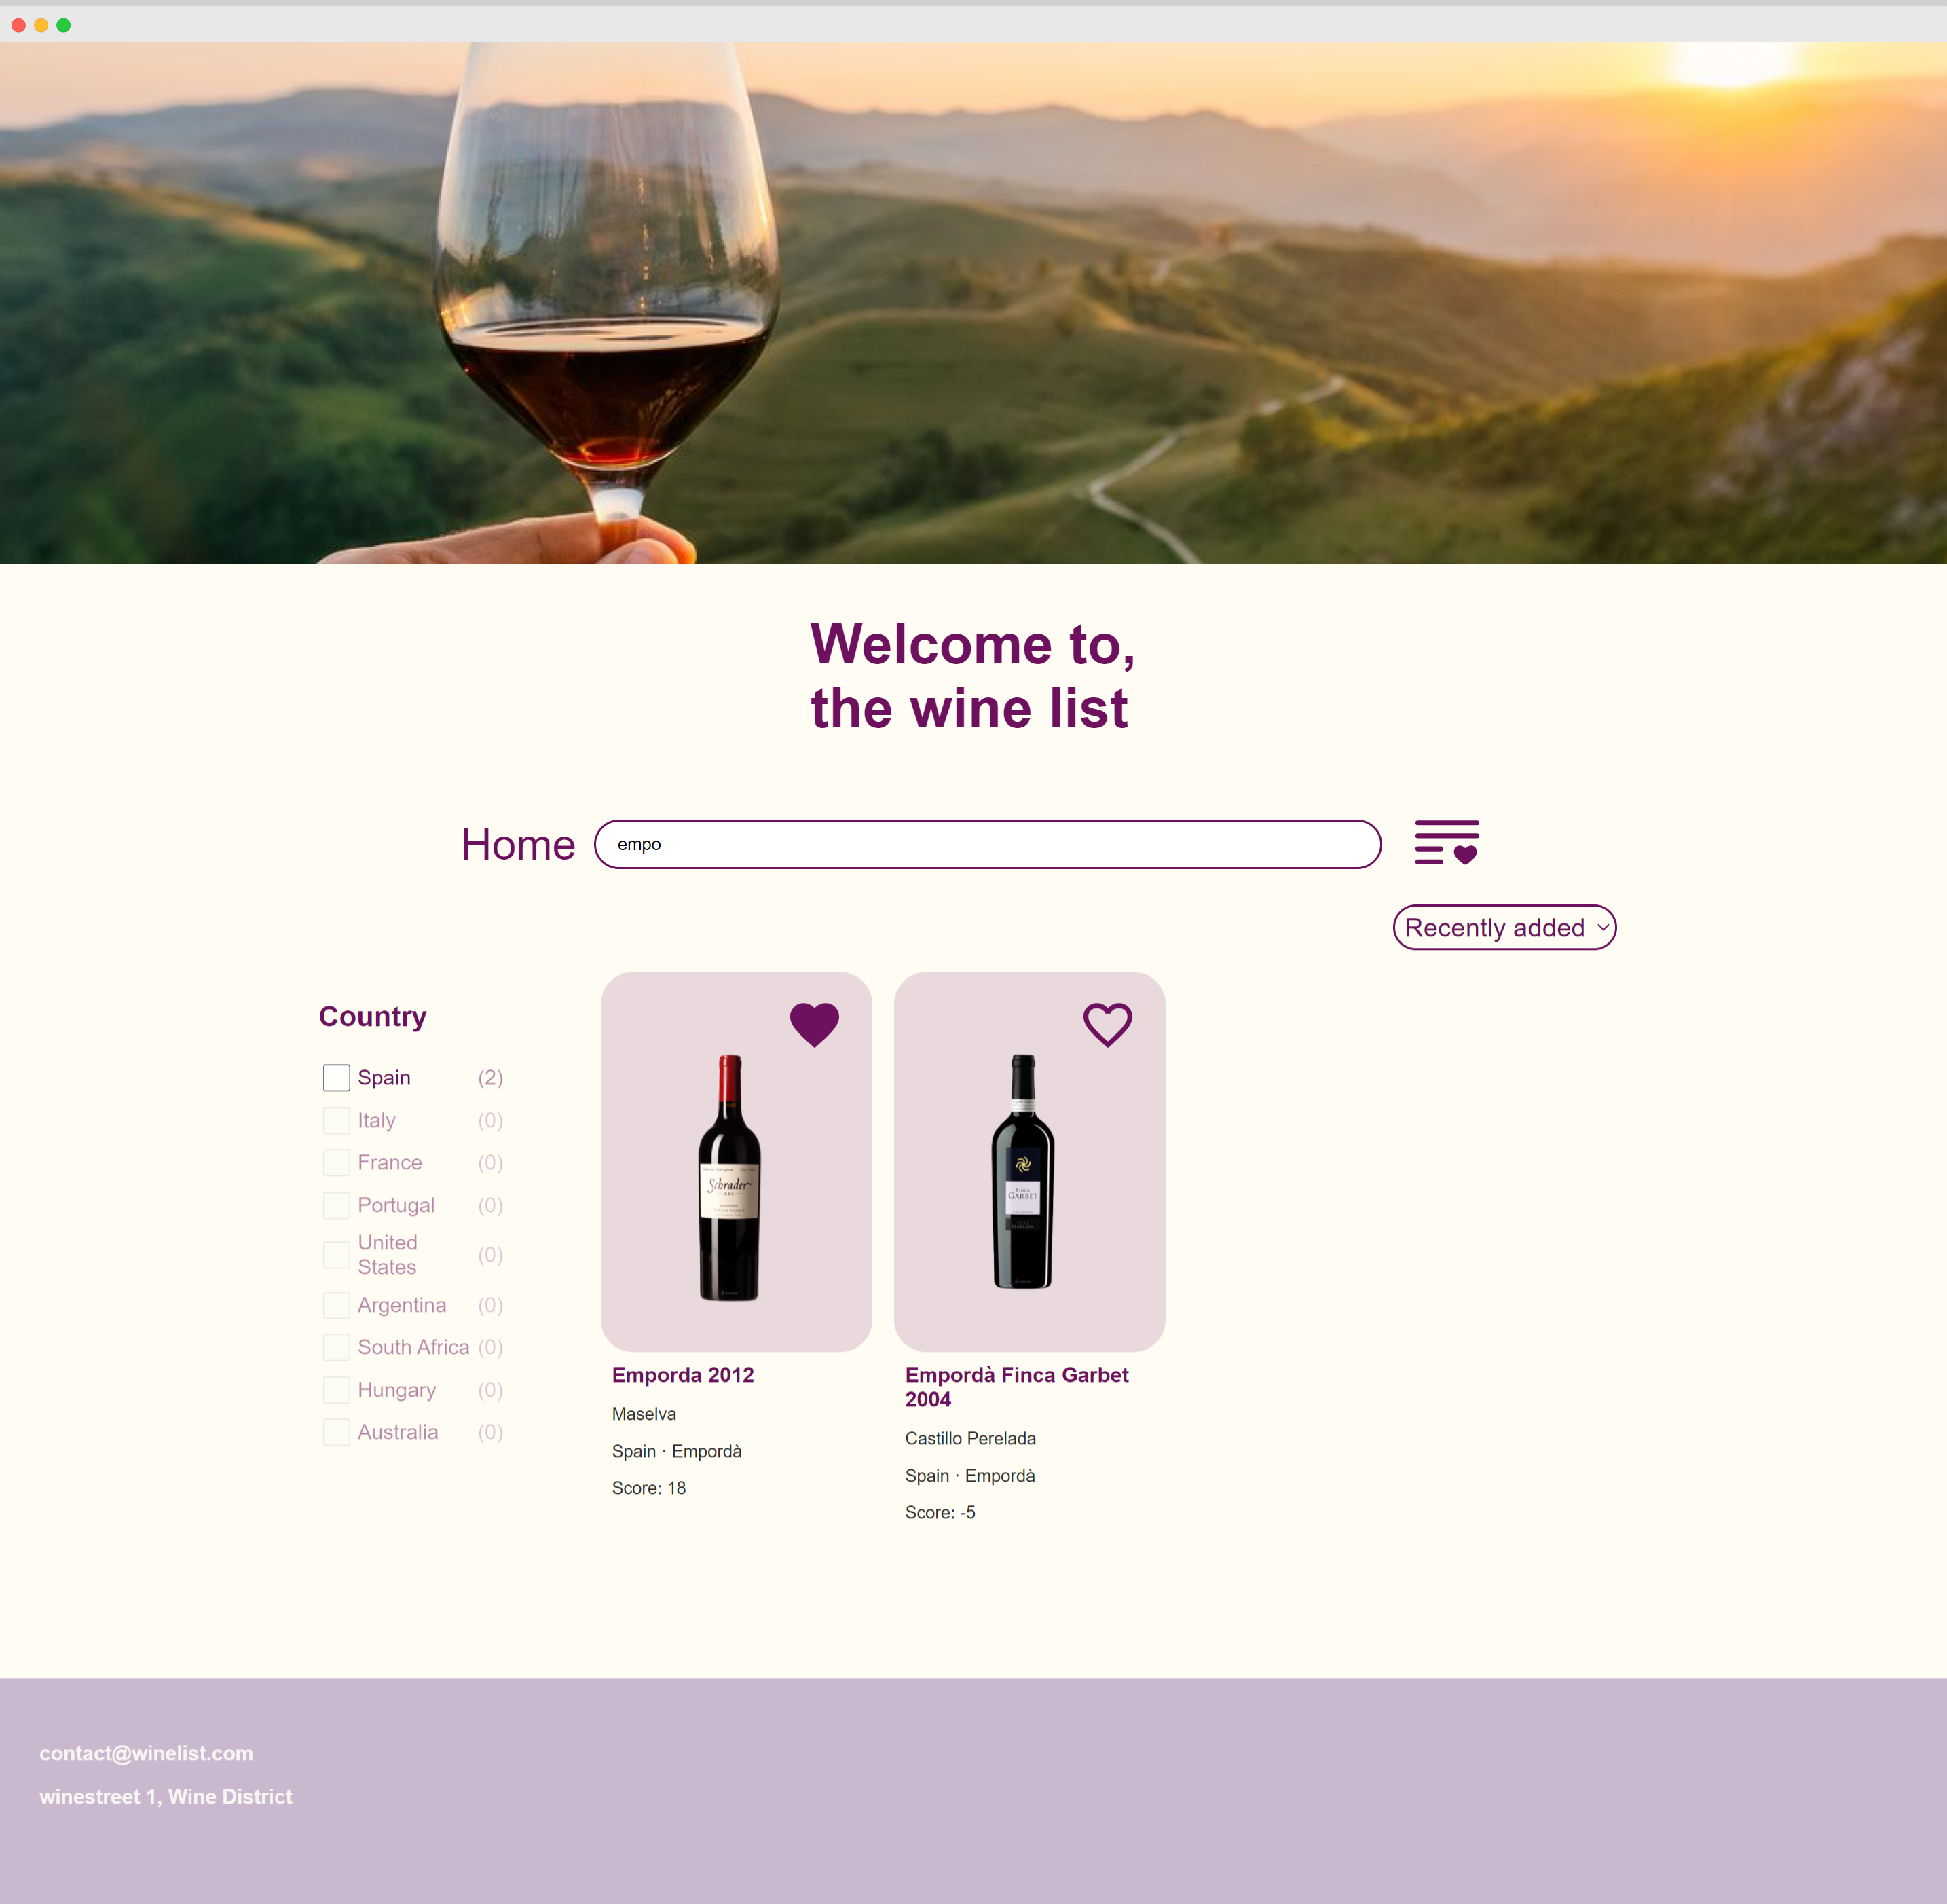 Welcome to,
the wine list
Home
empo
Recently added
Country
Spain (2)
Italy (0)
France (0)
Portugal (0)
United
States (0)
Argentina (0)
South Africa (0)
Hungary (0)
Australia (0)
Schrader
Emporda 2012
Maselva
Spain · Empordà
Score: 18
FINCA
GARBET
Empordà Finca Garbet
2004
Castillo Perelada
Spain · Empordà
Score: -5
contact@winelist.com
winestreet 1, Wine District